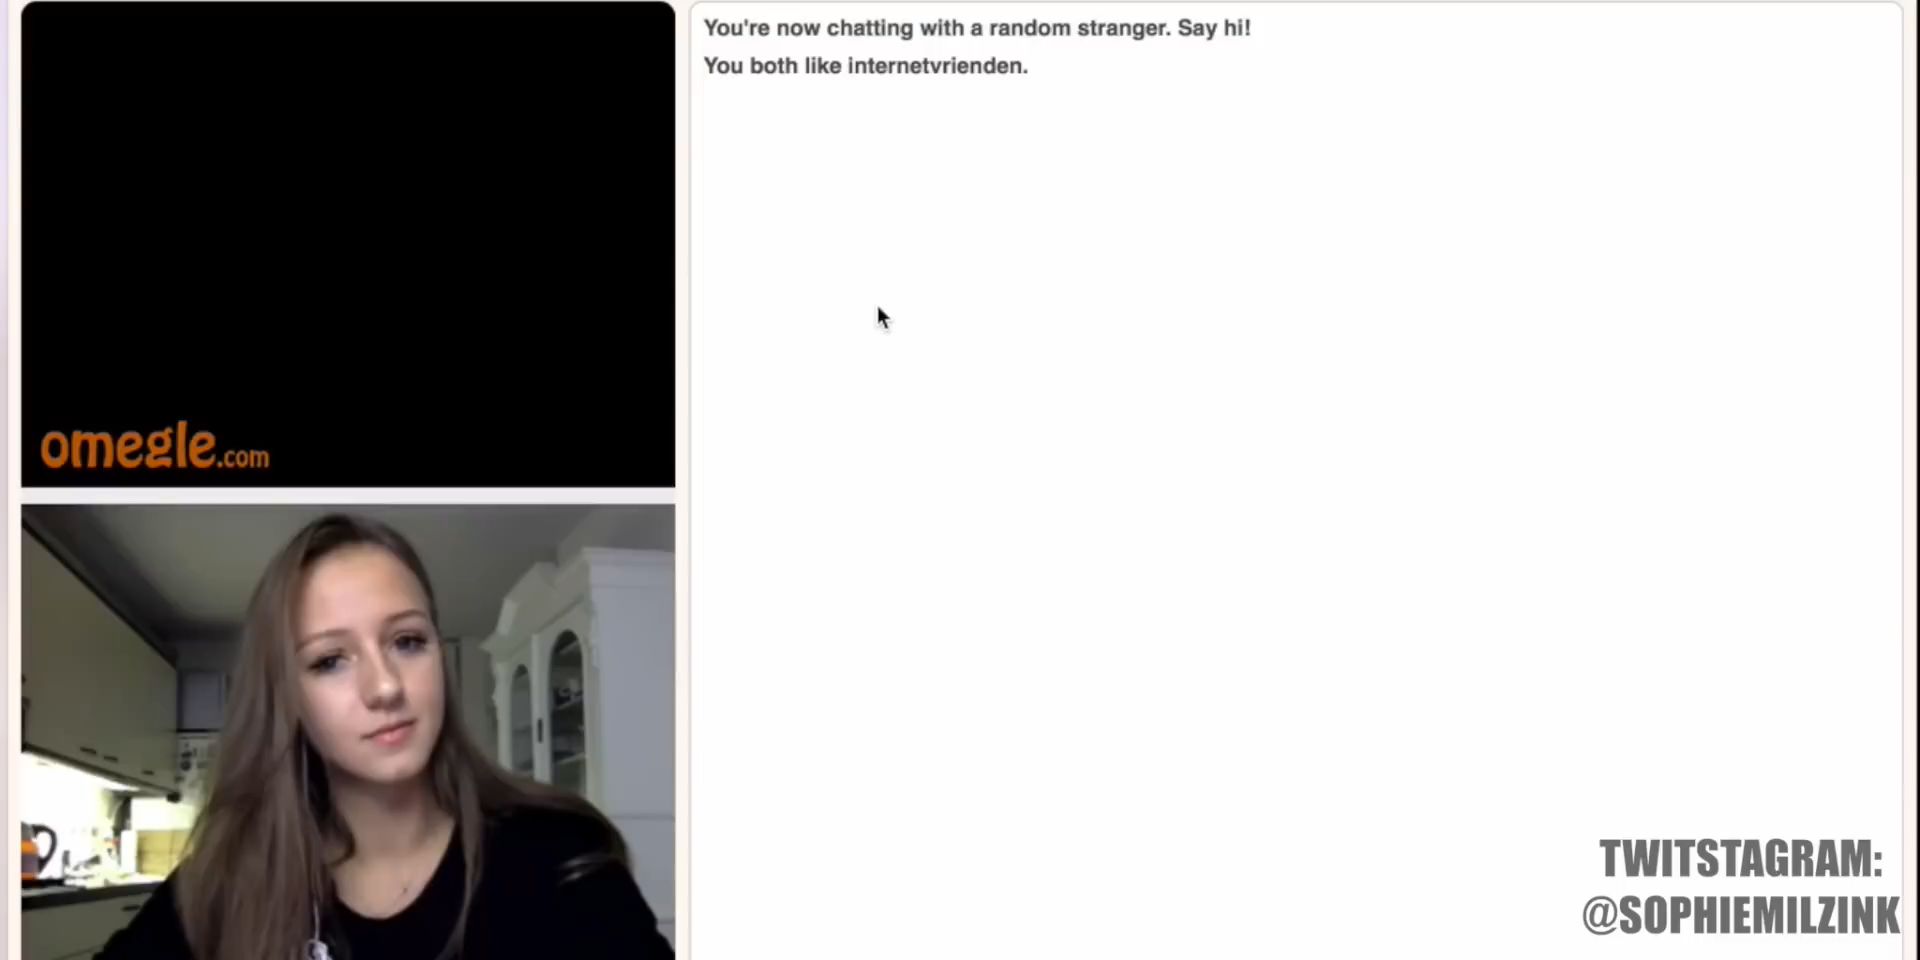 You're now chatting with a random stranger. Say hi!
You both like internetvrienden.
omegle.com
TWITSTAGRAM:
@SOPHIEMILZINK